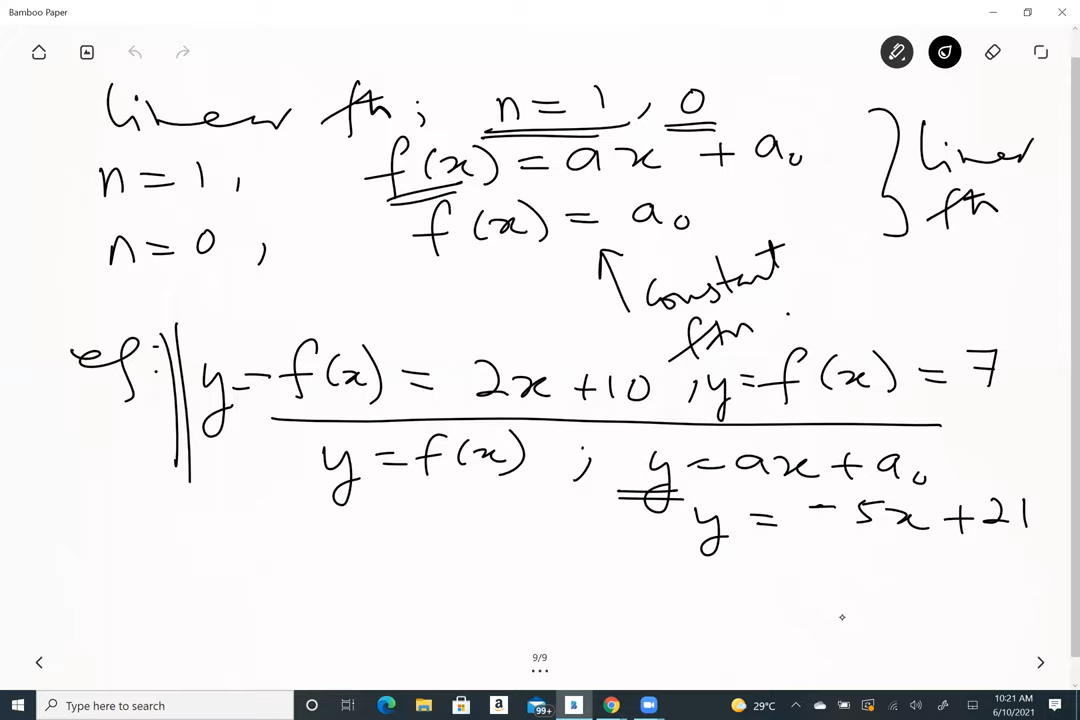 Bamboo Paper
linear fn; n = 1, 0
n = 1, f(x) = ax + a₀
n = 0, f(x) = a₀
} linear fn
constant fn.
eg: y = f(x) = 2x + 10, y = f(x) = 7
y = f(x) ; y = ax + a₀
y = -5x + 21
9/9
Type here to search
99+
29°C
10:21 AM
6/10/2021